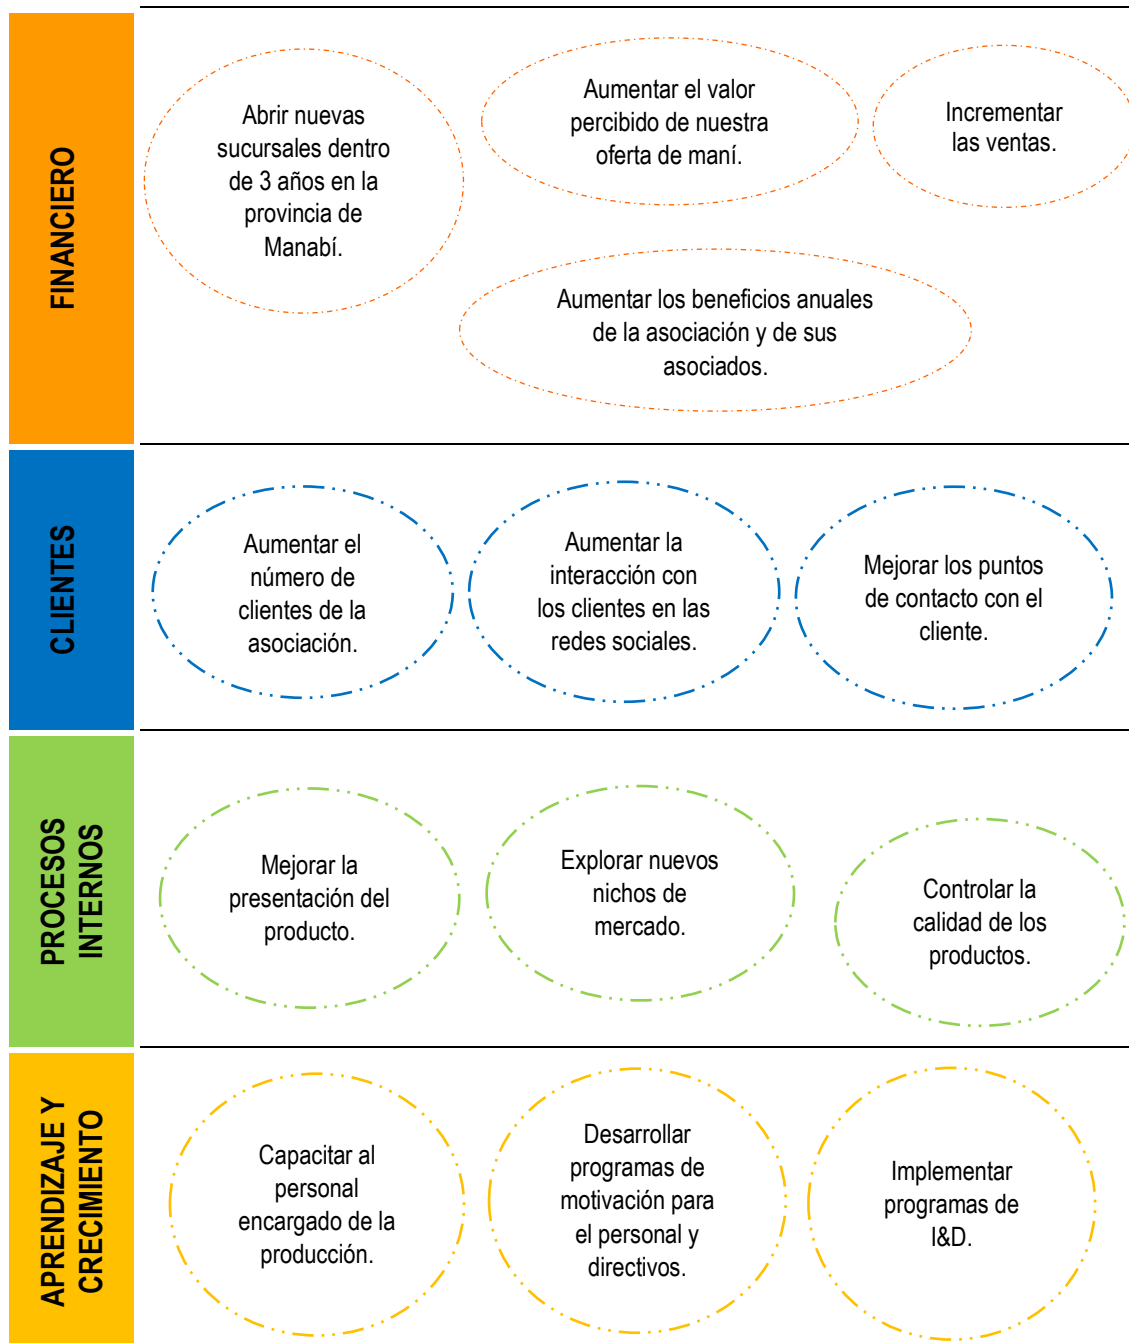 FINANCIERO
Abrir nuevas
sucursales dentro
de 3 años en la
provincia de
Manabí.
Aumentar el valor
percibido de nuestra
oferta de maní.
Incrementar
las ventas.
Aumentar los beneficios anuales
de la asociación y de sus
asociados.
CLIENTES
Aumentar el
número de
clientes de la
asociación.
Aumentar la
interacción con
los clientes en las
redes sociales.
Mejorar los puntos
de contacto con el
cliente.
PROCESOS
INTERNOS
Mejorar la
presentación del
producto.
Explorar nuevos
nichos de
mercado.
Controlar la
calidad de los
productos.
APRENDIZAJE Y
CRECIMIENTO
Capacitar al
personal
encargado de la
producción.
Desarrollar
programas de
motivación para
el personal y
directivos.
Implementar
programas de
I&D.